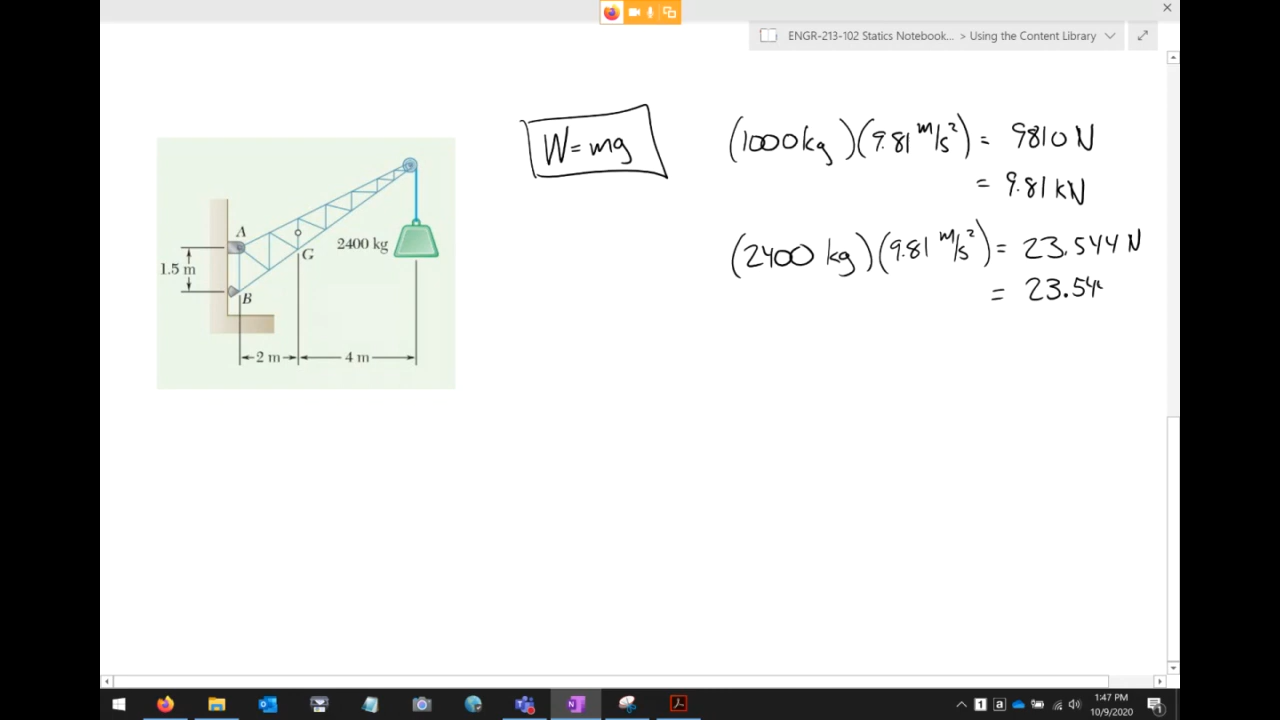 ENGR-213-102 Statics Notebook... > Using the Content Library
W = mg
(1000 kg)(9.81 m/s²) = 9810 N
= 9.81 kN
(2400 kg)(9.81 m/s²) = 23.544 N
= 23.54
A
2400 kg
G
1.5 m
B
2 m
4 m
1:47 PM
10/9/2020